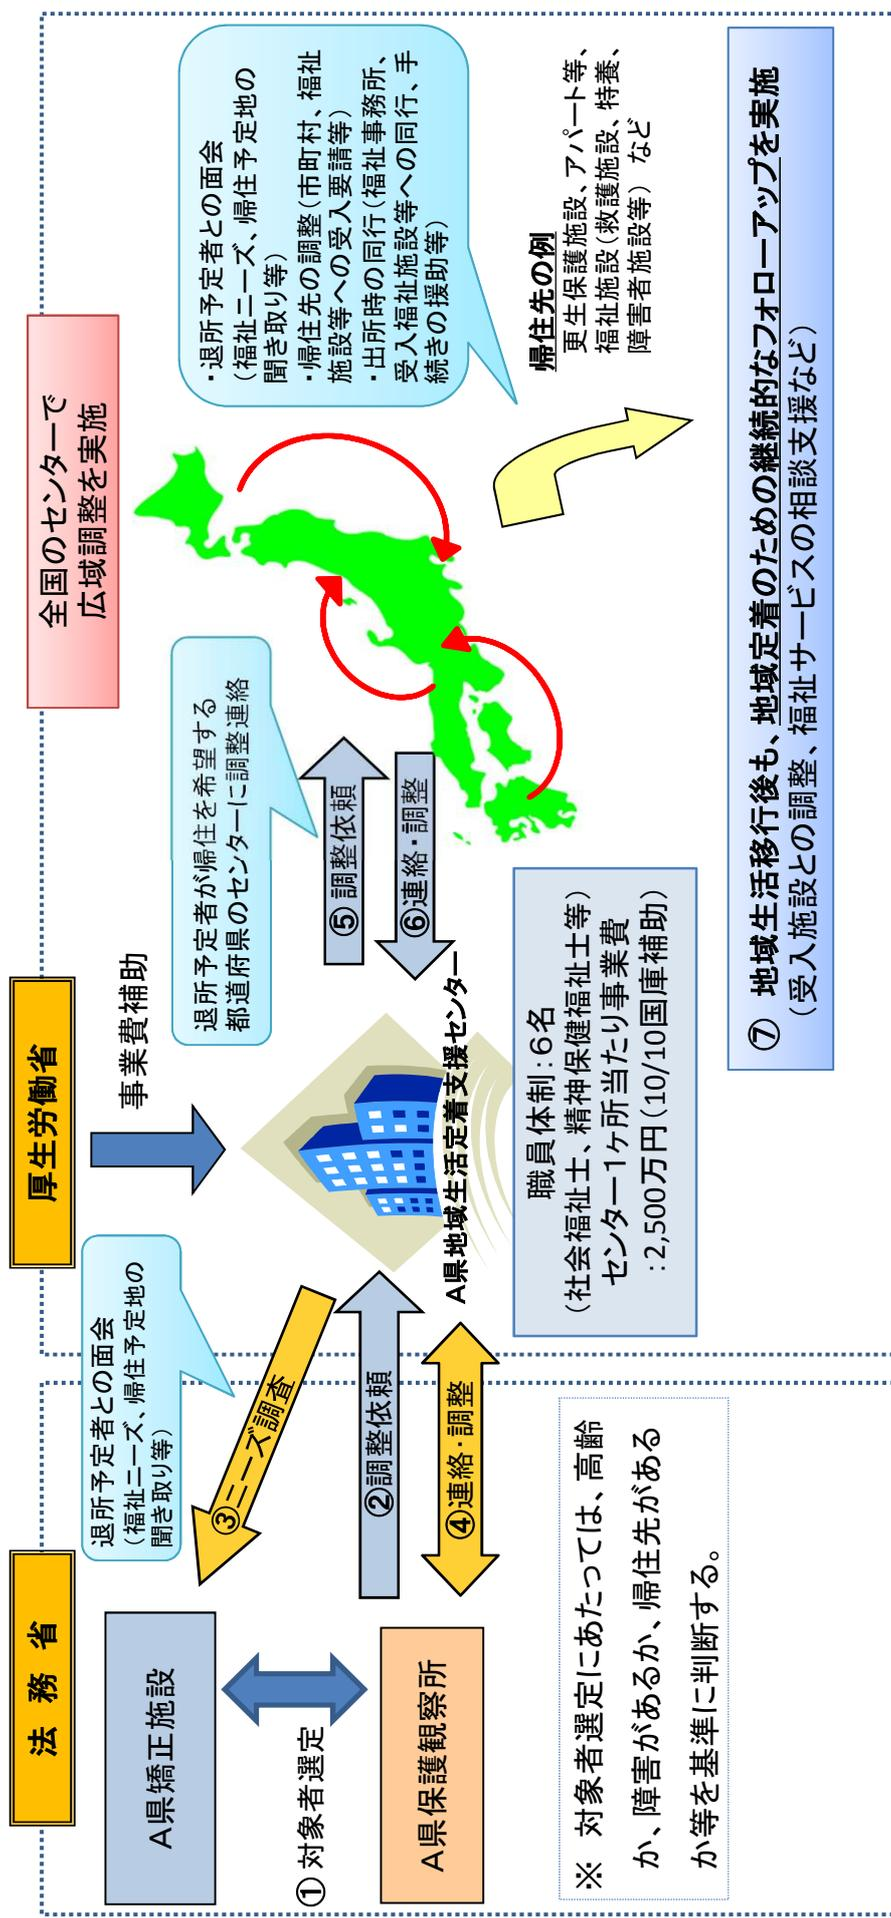 法 務 省
A県矯正施設
① 対象者選定
A県保護観察所
※ 対象者選定にあたっては、高齢
か、障害があるか、帰住先がある
か等を基準に判断する。
退所予定者との面会
（福祉ニーズ、帰住予定地の
聞き取り等）
③ニーズ調査
②調整依頼
④連絡・調整
厚生労働省
事業費補助
A県地域生活定着支援センター
職員体制：６名
（社会福祉士、精神保健福祉士等）
センター１ヶ所当たり事業費
：2,500万円（10/10国庫補助）
退所予定者が帰住を希望する
都道府県のセンターに調整連絡
⑤調整依頼
⑥連絡・調整
全国のセンターで
広域調整を実施
・退所予定者との面会
（福祉ニーズ、帰住予定地の
聞き取り等）
・帰住先の調整（市町村、福祉
施設等への受入要請等）
・出所時の同行（福祉事務所、
受入福祉施設等への同行、手
続きの援助等）
帰住先の例
更生保護施設、アパート等、
福祉施設（救護施設、特養、
障害者施設等） など
⑦ 地域生活移行後も、地域定着のための継続的なフォローアップを実施
（受入施設との調整、福祉サービスの相談支援など）